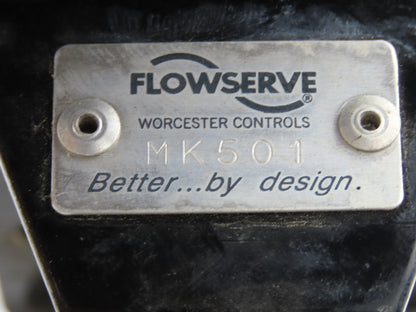 FLOWSERVE®
WORCESTER CONTROLS
MK501
Better...by design.